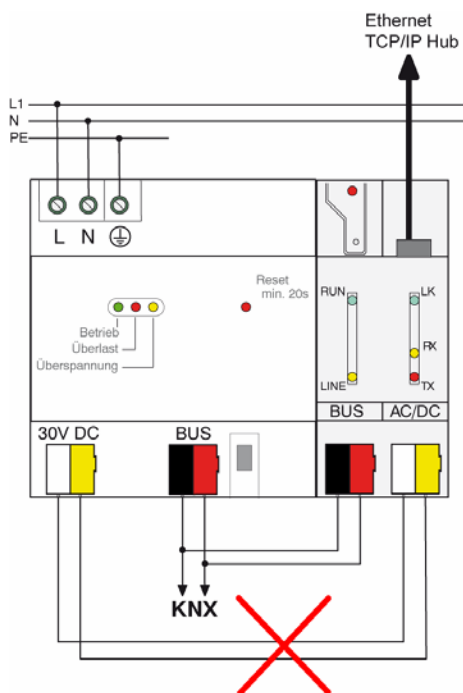 Ethernet
TCP/IP Hub
L1
N
PE
L N
Reset
min. 20s
RUN
LK
Betrieb
Überlast
Überspannung
RX
LINE
TX
BUS
AC/DC
30V DC
BUS
KNX